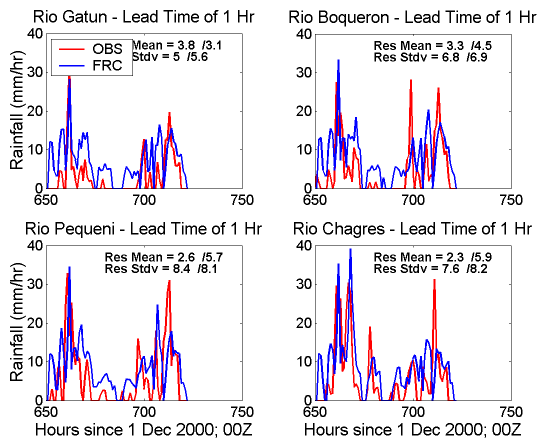 Rio Gatun - Lead Time of 1 Hr
Rio Boqueron - Lead Time of 1 Hr
40
OBS
FRC
Res Mean = 3.8 /3.1
Res Stdv = 5 /5.6
30
20
10
0
Rainfall (mm/hr)
650
700
750
40
Res Mean = 3.3 /4.5
Res Stdv = 6.8 /6.9
30
20
10
0
650
700
750
Rio Pequeni - Lead Time of 1 Hr
Rio Chagres - Lead Time of 1 Hr
40
Res Mean = 2.6 /5.7
Res Stdv = 8.4 /8.1
30
20
10
0
Rainfall (mm/hr)
650
700
750
Hours since 1 Dec 2000; 00Z
40
Res Mean = 2.3 /5.9
Res Stdv = 7.6 /8.2
30
20
10
0
650
700
750
Hours since 1 Dec 2000; 00Z